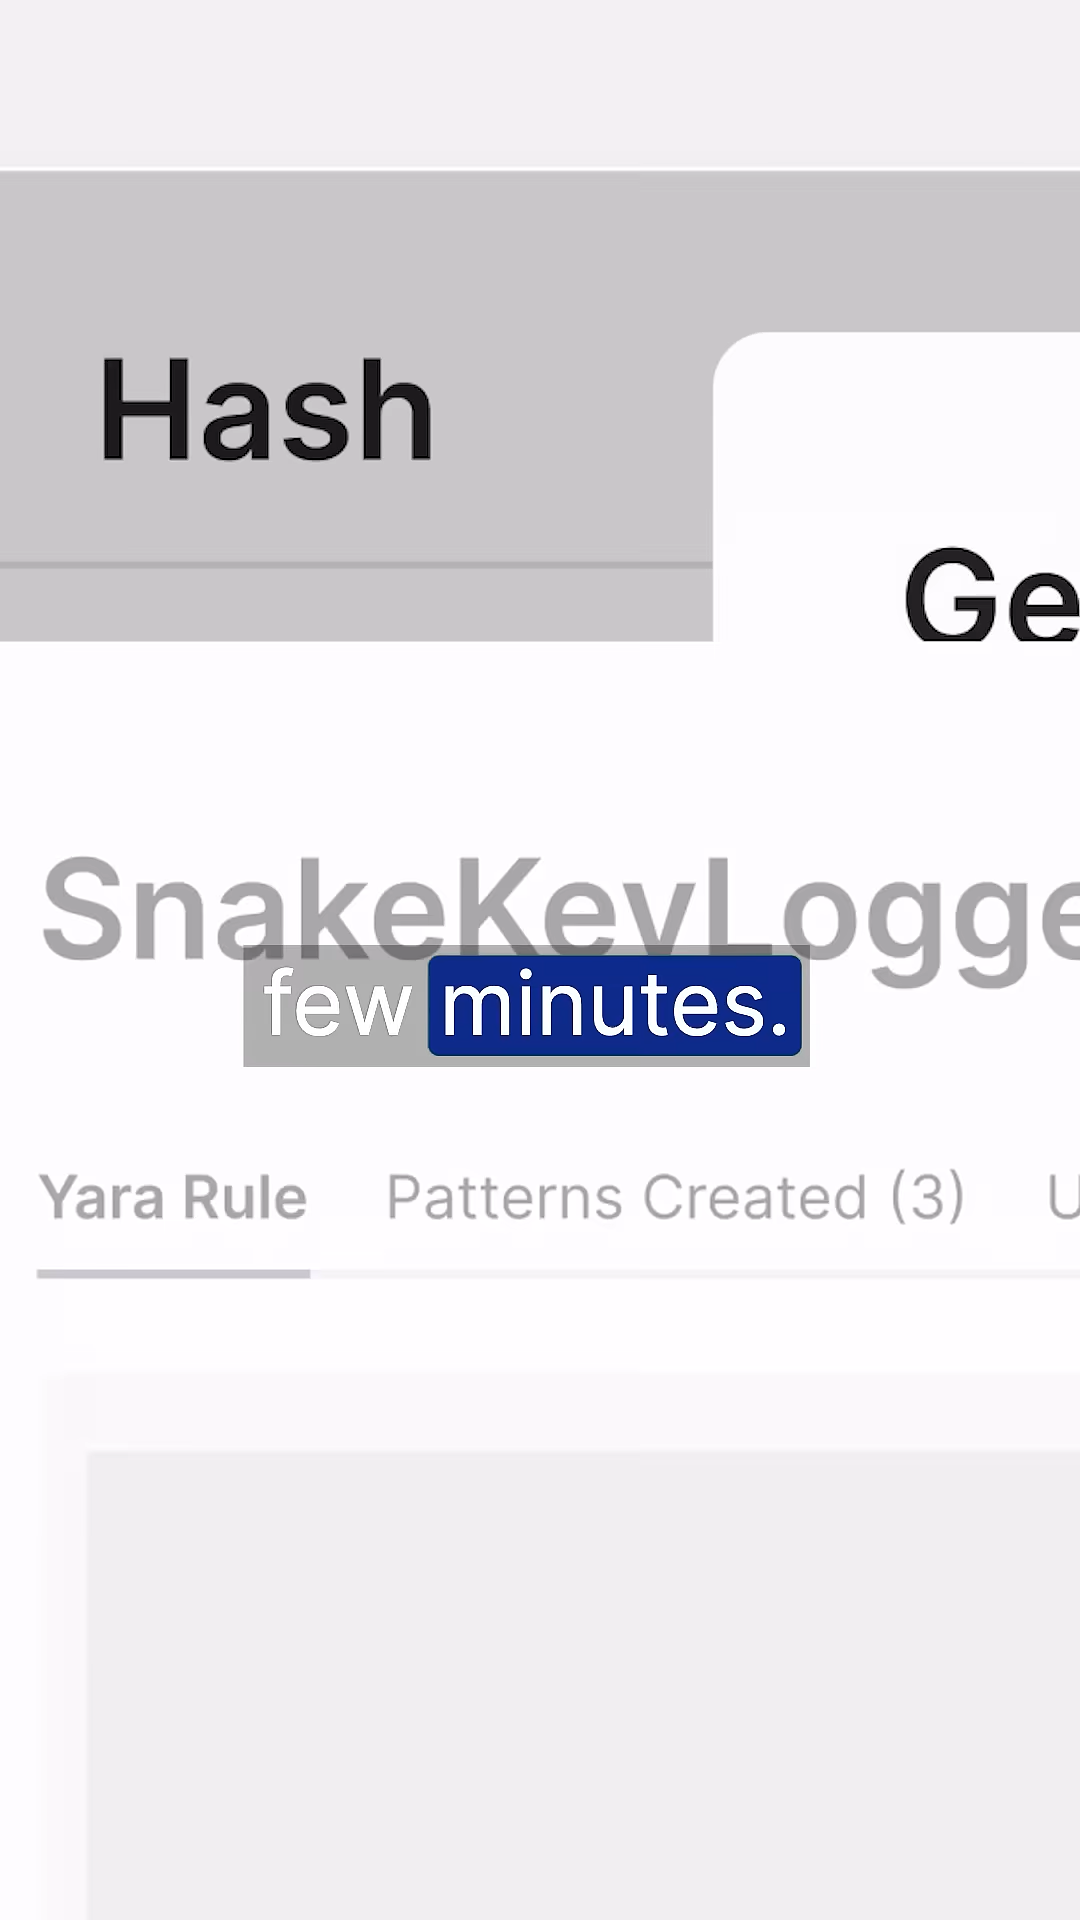 Hash
Ge
SnakeKeyLogge
few minutes.
Yara Rule Patterns Created (3) U